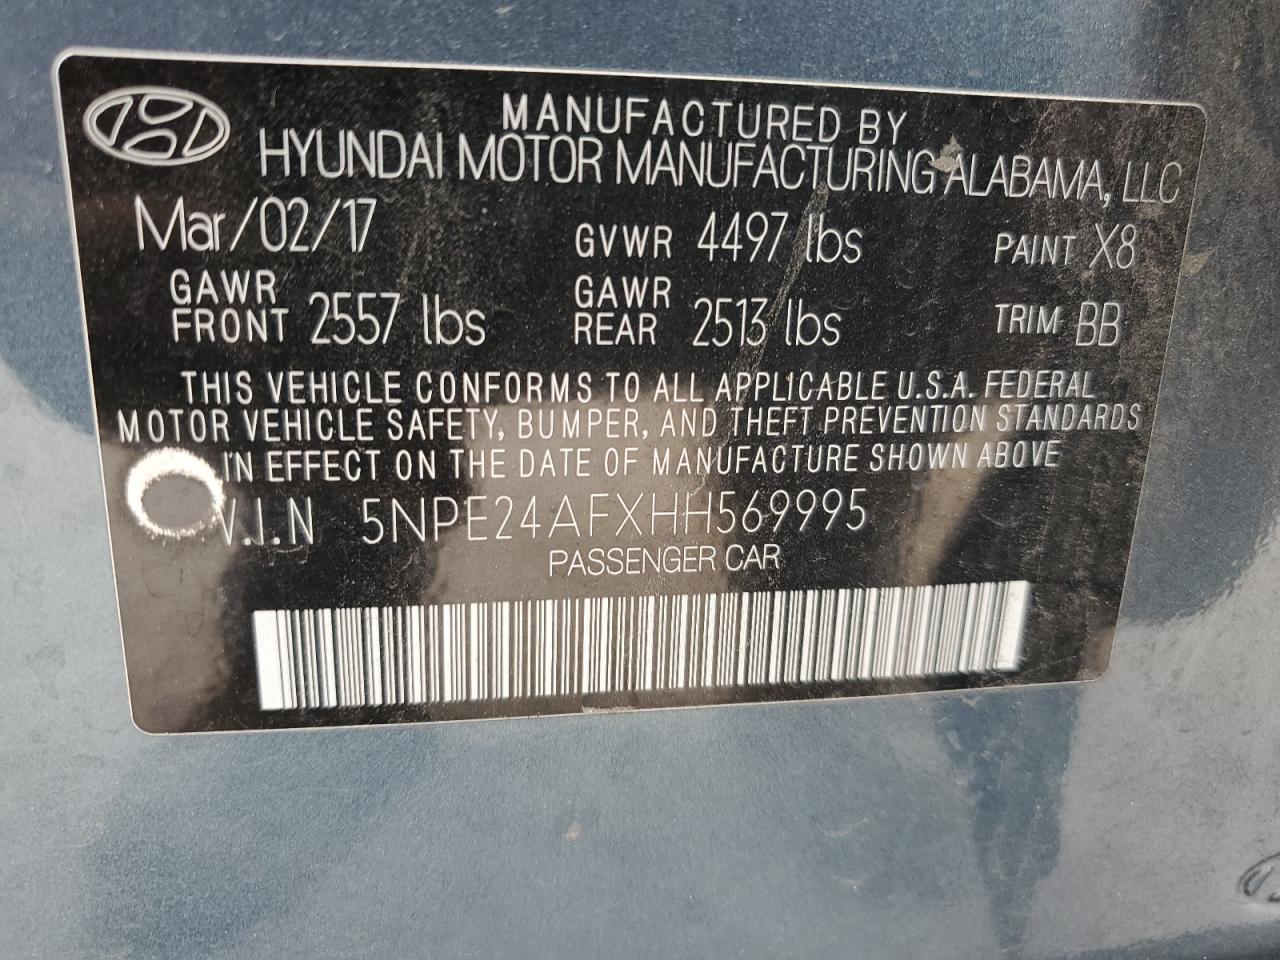 MANUFACTURED BY
HYUNDAI MOTOR MANUFACTURING ALABAMA, LLC
Mar/02/17 GVWR 4497 lbs PAINT X8
GAWR FRONT 2557 lbs GAWR REAR 2513 lbs TRIM BB
THIS VEHICLE CONFORMS TO ALL APPLICABLE U.S.A. FEDERAL
MOTOR VEHICLE SAFETY, BUMPER, AND THEFT PREVENTION STANDARDS
IN EFFECT ON THE DATE OF MANUFACTURE SHOWN ABOVE
V.I.N 5NPE24AFXHH569995
PASSENGER CAR